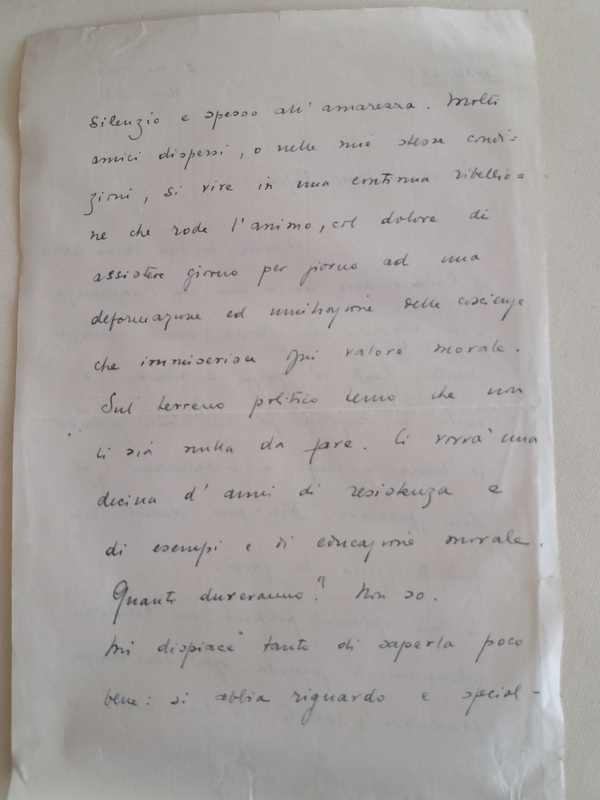 silenzio e spesso all'amarezza. Molti
amici dispersi, o nelle mie stesse condi=
zioni, si vive in una continua ribellio=
ne che rode l'animo, col dolore di
assistere giorno per giorno ad una
deformazione ed umiliazione delle coscienze
che immiserisce ogni valore morale.
Sul terreno politico temo che non
ci sia nulla da fare. Ci vorrà una
decina d'anni di resistenza e
di esempi e di educazione morale.
Quanti dureranno? Non so.
Mi dispiace tanto di saperla poco
bene: si abbia riguardo e special-